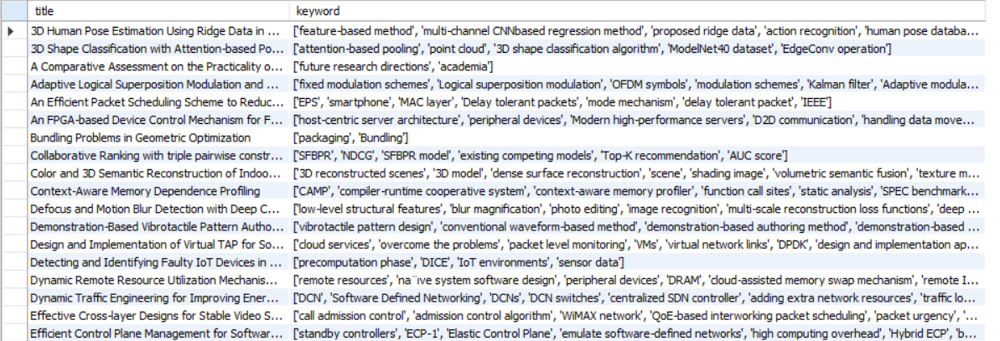 title keyword
3D Human Pose Estimation Using Ridge Data in ... ['feature-based method', 'multi-channel CNNbased regression method', 'proposed ridge data', 'action recognition', 'human pose databa...
3D Shape Classification with Attention-based Po... ['attention-based pooling', 'point cloud', '3D shape classification algorithm', 'ModelNet40 dataset', 'EdgeConv operation']
A Comparative Assessment on the Practicality o... ['future research directions', 'academia']
Adaptive Logical Superposition Modulation and ... ['fixed modulation schemes', 'Logical superposition modulation', 'OFDM symbols', 'modulation schemes', 'Kalman filter', 'Adaptive modula...
An Efficient Packet Scheduling Scheme to Reduc... ['EPS', 'smartphone', 'MAC layer', 'Delay tolerant packets', 'mode mechanism', 'delay tolerant packet', 'IEEE']
An FPGA-based Device Control Mechanism for F... ['host-centric server architecture', 'peripheral devices', 'Modern high-performance servers', 'D2D communication', 'handling data move...
Bundling Problems in Geometric Optimization ['packaging', 'Bundling']
Collaborative Ranking with triple pairwise constr... ['SFBPR', 'NDCG', 'SFBPR model', 'existing competing models', 'Top-K recommendation', 'AUC score']
Color and 3D Semantic Reconstruction of Indoo... ['3D reconstructed scenes', '3D model', 'dense surface reconstruction', 'scene', 'shading image', 'volumetric semantic fusion', 'texture m...
Context-Aware Memory Dependence Profiling ['CAMP', 'compiler-runtime cooperative system', 'context-aware memory profiler', 'function call sites', 'static analysis', 'SPEC benchmark...
Defocus and Motion Blur Detection with Deep C... ['low-level structural features', 'blur magnification', 'photo editing', 'image recognition', 'multi-scale reconstruction loss functions', 'deep ...
Demonstration-Based Vibrotactile Pattern Autho... ['vibrotactile pattern design', 'conventional waveform-based method', 'demonstration-based authoring method', 'demonstration-based ...
Design and Implementation of Virtual TAP for So... ['cloud services', 'overcome the problems', 'packet level monitoring', 'VMs', 'virtual network links', 'DPDK', 'design and implementation ap...
Detecting and Identifying Faulty IoT Devices in ... ['precomputation phase', 'DICE', 'IoT environments', 'sensor data']
Dynamic Remote Resource Utilization Mechanis... ['remote resources', 'na¨ive system software design', 'peripheral devices', 'DRAM', 'cloud-assisted memory swap mechanism', 'remote I...
Dynamic Traffic Engineering for Improving Ener... ['DCN', 'Software Defined Networking', 'DCNs', 'DCN switches', 'centralized SDN controller', 'adding extra network resources', 'traffic lo...
Effective Cross-layer Designs for Stable Video S... ['call admission control', 'admission control algorithm', 'WiMAX network', 'QoE-based interworking packet scheduling', 'packet urgency', '...
Efficient Control Plane Management for Softwar... ['standby controllers', 'ECP-1', 'Elastic Control Plane', 'emulate software-defined networks', 'high computing overhead', 'Hybrid ECP', 'b...